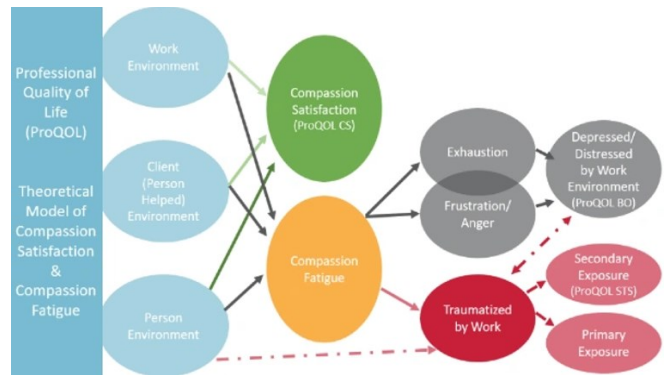 Professional
Quality of
Life
(ProQOL)
Theoretical
Model of
Compassion
Satisfaction
&
Compassion
Fatigue
Work
Environment
Client
(Person
Helped)
Environment
Person
Environment
Compassion
Satisfaction
(ProQOL CS)
Compassion
Fatigue
Exhaustion
Frustration/
Anger
Traumatized
by Work
Depressed/
Distressed
by Work
Environment
(ProQOL BO)
Secondary
Exposure
(ProQOL STS)
Primary
Exposure